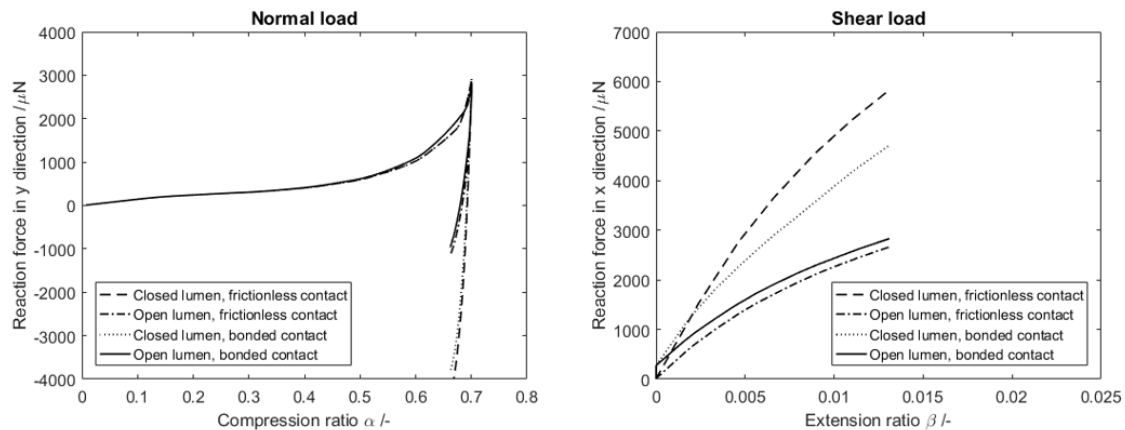 Normal load
4000
3000
2000
1000
0
-1000
-2000
-3000
-4000
Reaction force in y direction /μN
Closed lumen, frictionless contact
Open lumen, frictionless contact
Closed lumen, bonded contact
Open lumen, bonded contact
0 0.1 0.2 0.3 0.4 0.5 0.6 0.7 0.8
Compression ratio α /-
Shear load
7000
6000
5000
4000
3000
2000
1000
0
Reaction force in x direction /μN
Closed lumen, frictionless contact
Open lumen, frictionless contact
Closed lumen, bonded contact
Open lumen, bonded contact
0 0.005 0.01 0.015 0.02 0.025
Extension ratio β /-